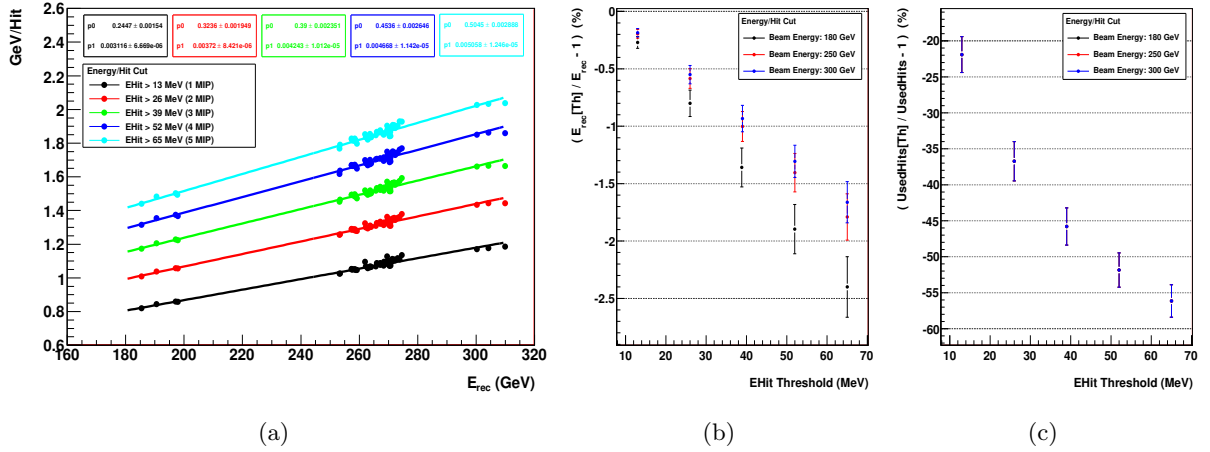 GeV/Hit
2.6
2.4
2.2
2
1.8
1.6
1.4
1.2
1
0.8
0.6
p0 0.2447 ± 0.00154
p1 0.003116 ± 6.669e-06
p0 0.3236 ± 0.001949
p1 0.00372 ± 8.421e-06
p0 0.39 ± 0.002351
p1 0.004243 ± 1.012e-05
p0 0.4536 ± 0.002646
p1 0.004668 ± 1.142e-05
p0
p1
Energy/Hit Cut
EHit > 13 MeV (1 MIP)
EHit > 26 MeV (2 MIP)
EHit > 39 MeV (3 MIP)
EHit > 52 MeV (4 MIP)
EHit > 65 MeV (5 MIP)
160 180 200 220 240 260 280 300 320
E_rec (GeV)
(a)
( E_rec[Th] / E_rec - 1 ) (%)
0
-0.5
-1
-1.5
-2
-2.5
Energy/Hit Cut
Beam Energy: 180 GeV
Beam Energy: 250 GeV
Beam Energy: 300 GeV
10 20 30 40 50 60 70
EHit Threshold (MeV)
(b)
( UsedHits[Th] / UsedHits - 1 ) (%)
-20
-25
-30
-35
-40
-45
-50
-55
-60
Energy/Hit Cut
Beam Energy: 180 GeV
Beam Energy: 250 GeV
Beam Energy: 300 GeV
10 20 30 40 50 60 70
EHit Threshold (MeV)
(c)